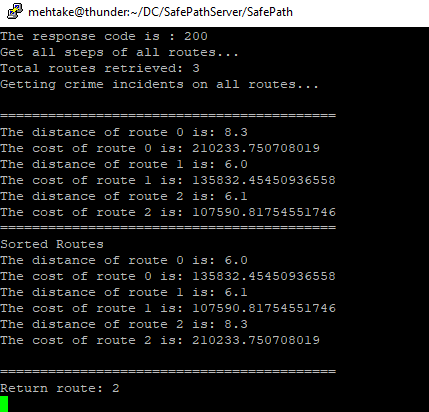 mehtake@thunder:~/DC/SafePathServer/SafePath
The response code is : 200
Get all steps of all routes...
Total routes retrieved: 3
Getting crime incidents on all routes...
==========================================
The distance of route 0 is: 8.3
The cost of route 0 is: 210233.750708019
The distance of route 1 is: 6.0
The cost of route 1 is: 135832.45450936558
The distance of route 2 is: 6.1
The cost of route 2 is: 107590.81754551746
==========================================
Sorted Routes
The distance of route 0 is: 6.0
The cost of route 0 is: 135832.45450936558
The distance of route 1 is: 6.1
The cost of route 1 is: 107590.81754551746
The distance of route 2 is: 8.3
The cost of route 2 is: 210233.750708019
==========================================
Return route: 2